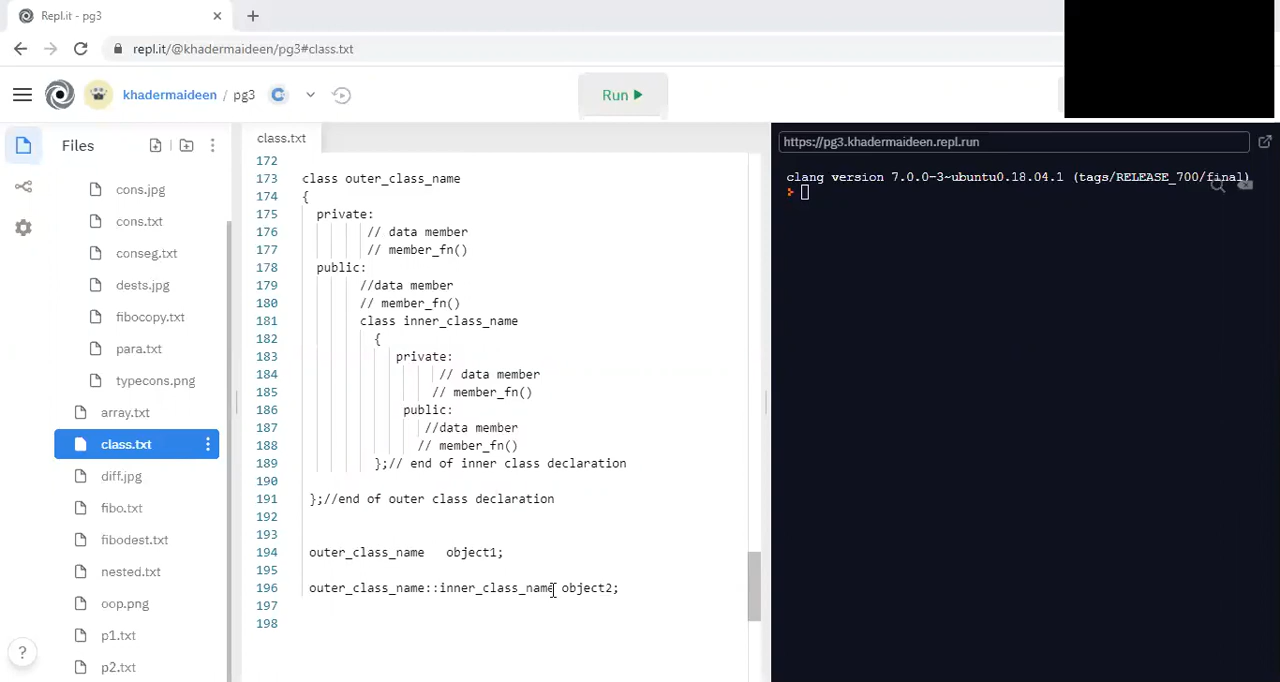 Repl.it - pg3
repl.it/@khadermaideen/pg3#class.txt
khadermaideen / pg3
Run
Files
cons.jpg
cons.txt
conseg.txt
dests.jpg
fibocopy.txt
para.txt
typecons.png
array.txt
class.txt
diff.jpg
fibo.txt
fibodest.txt
nested.txt
oop.png
p1.txt
p2.txt
?
class.txt
172
173 class outer_class_name
174 {
175 private:
176 // data member
177 // member_fn()
178 public:
179 //data member
180 // member_fn()
181 class inner_class_name
182 {
183 private:
184 // data member
185 // member_fn()
186 public:
187 //data member
188 // member_fn()
189 };// end of inner class declaration
190
191 };//end of outer class declaration
192
193
194 outer_class_name object1;
195
196 outer_class_name::inner_class_name object2;
197
198
https://pg3.khadermaideen.repl.run
clang version 7.0.0-3~ubuntu0.18.04.1 (tags/RELEASE_700/final)